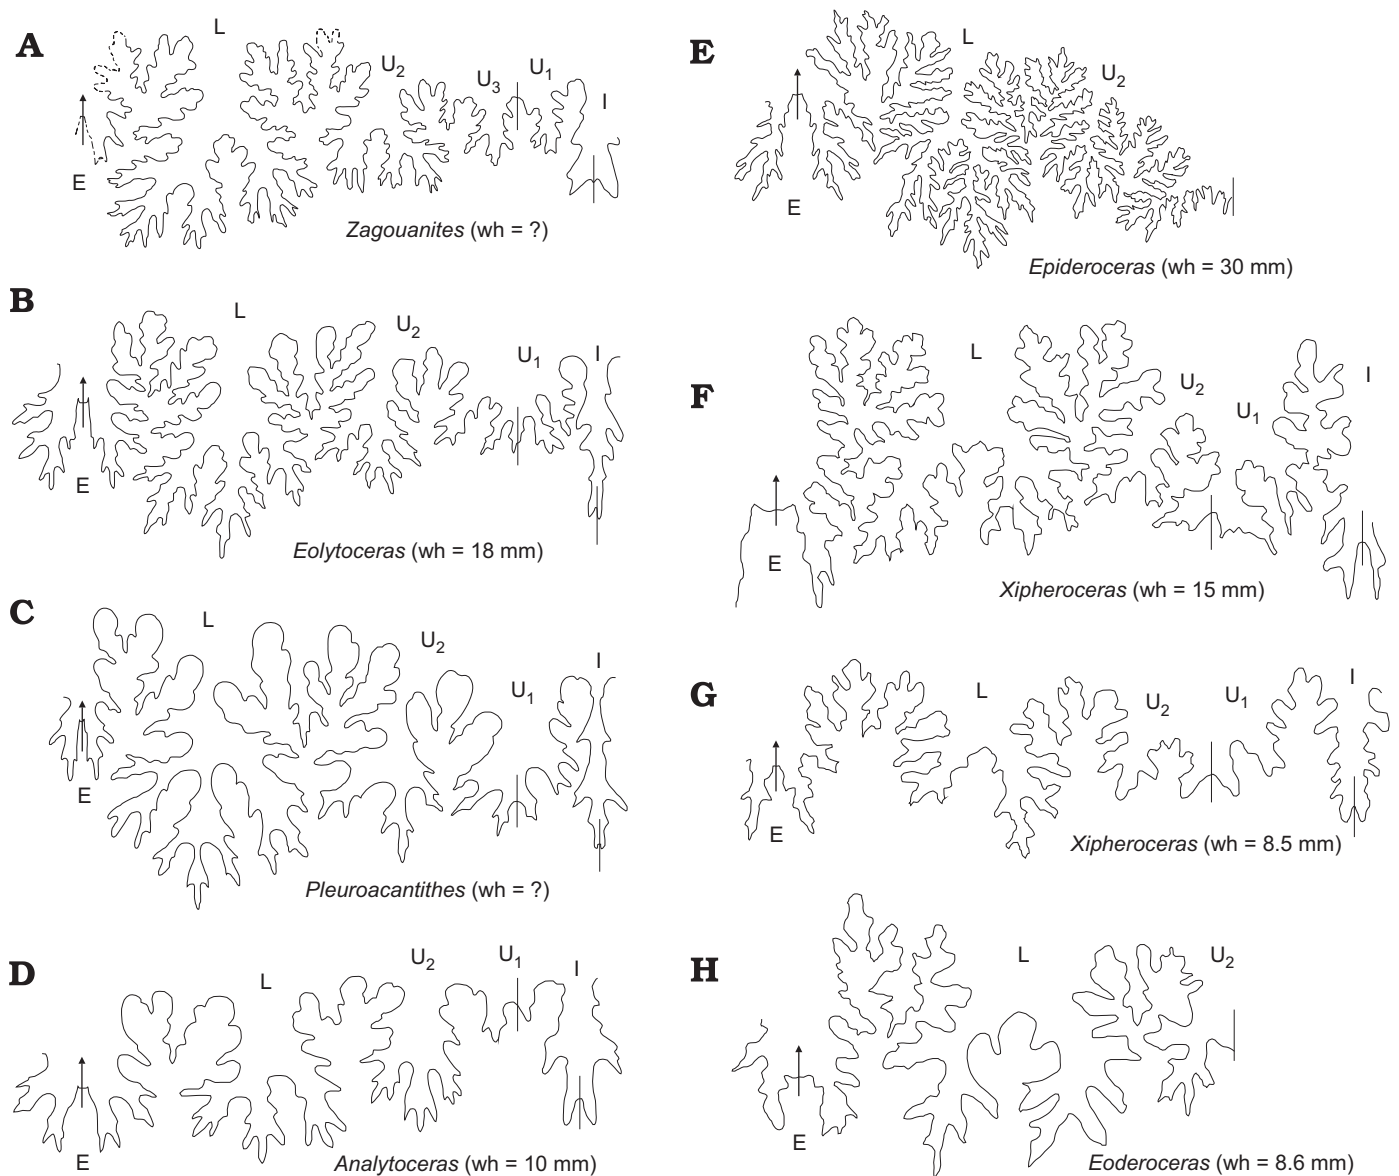 A
L
U2
U3
U1
I
E
Zagouanites (wh = ?)
B
L
U2
U1
I
E
Eolytoceras (wh = 18 mm)
C
L
U2
U1
I
E
Pleuroacantithes (wh = ?)
D
L
U2
U1
I
E
Analytoceras (wh = 10 mm)
E
L
U2
E
Epideroceras (wh = 30 mm)
F
L
U2
U1
I
E
Xipheroceras (wh = 15 mm)
G
L
U2
U1
I
E
Xipheroceras (wh = 8.5 mm)
H
L
U2
E
Eoderoceras (wh = 8.6 mm)